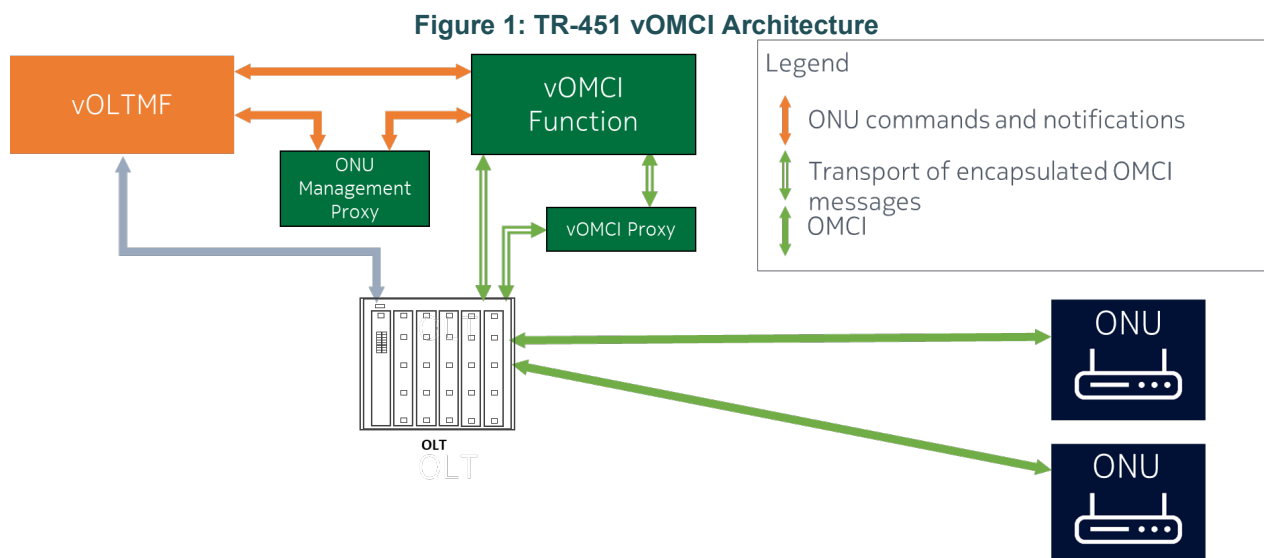 Figure 1: TR-451 vOMCI Architecture
Legend
ONU commands and notifications
Transport of encapsulated OMCI
messages
OMCI
vOLTMF
vOMCI
Function
ONU
Management
Proxy
vOMCI Proxy
OLT
OLT
ONU
ONU